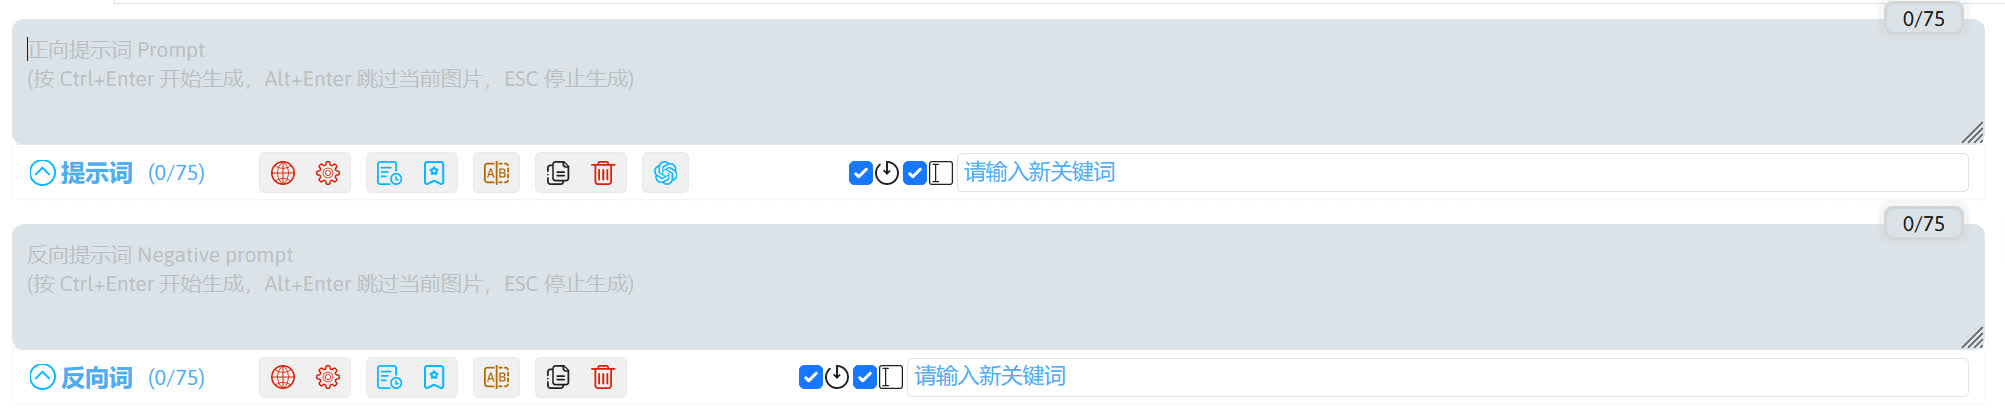 0/75
正向提示词 Prompt
(按 Ctrl+Enter 开始生成，Alt+Enter 跳过当前图片，ESC 停止生成)
提示词 (0/75) A B 请输入新关键词
0/75
反向提示词 Negative prompt
(按 Ctrl+Enter 开始生成，Alt+Enter 跳过当前图片，ESC 停止生成)
反向词 (0/75) A B 请输入新关键词